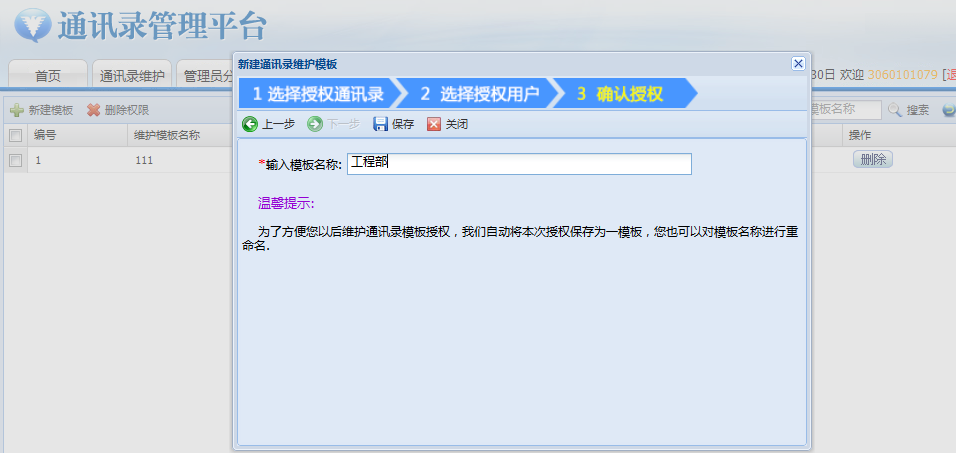 通讯录管理平台
首页
通讯录维护
管理员分
30日 欢迎 3060101079 [退
新建模板
删除权限
模板名称
搜索
编号
维护模板名称
操作
1
111
删除
新建通讯录维护模板
1 选择授权通讯录
2 选择授权用户
3 确认授权
上一步
下一步
保存
关闭
*输入模板名称:
工程部
温馨提示:
为了方便您以后维护通讯录模板授权，我们自动将本次授权保存为一模板，您也可以对模板名称进行重
命名.